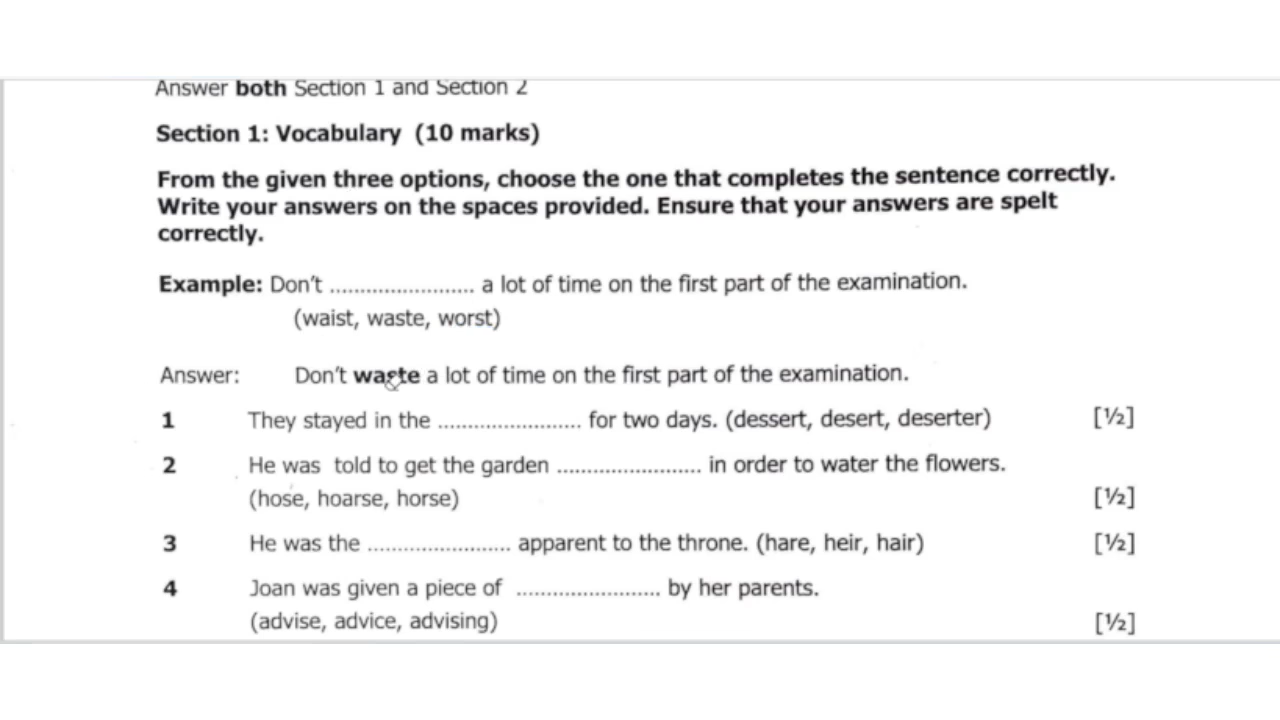 Answer both Section 1 and Section 2
Section 1: Vocabulary (10 marks)
From the given three options, choose the one that completes the sentence correctly.
Write your answers on the spaces provided. Ensure that your answers are spelt
correctly.
Example: Don't ........................ a lot of time on the first part of the examination.
(waist, waste, worst)
Answer: Don't waste a lot of time on the first part of the examination.
1 They stayed in the ........................ for two days. (dessert, desert, deserter) [½]
2 He was told to get the garden ........................ in order to water the flowers.
(hose, hoarse, horse) [½]
3 He was the ........................ apparent to the throne. (hare, heir, hair) [½]
4 Joan was given a piece of ........................ by her parents.
(advise, advice, advising) [½]